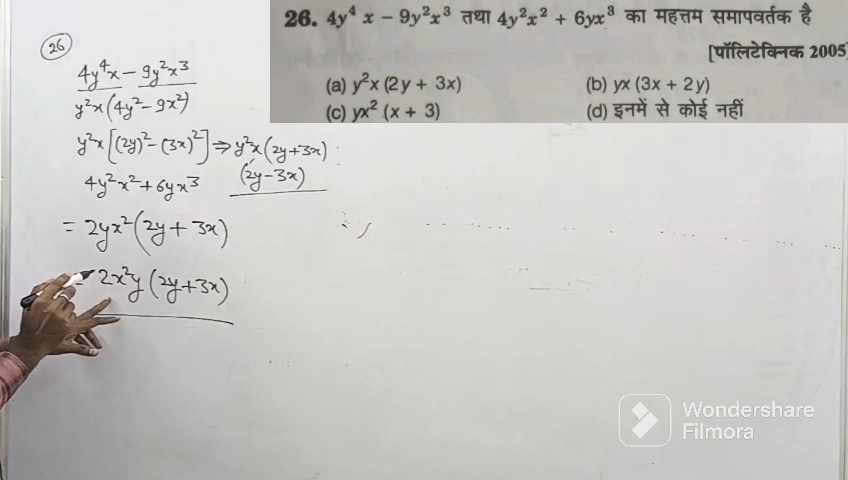 26. 4y⁴ x − 9y²x³ तथा 4y²x² + 6yx³ का महत्तम समापवर्तक है
[पॉलिटेक्निक 2005]
(a) y²x (2y + 3x) (b) yx (3x + 2y)
(c) yx² (x + 3) (d) इनमें से कोई नहीं
26
4y⁴x − 9y²x³
y²x(4y² − 9x²)
y²x[(2y)² − (3x)²] ⇒ y²x(2y+3x)
(2y−3x)
4y²x² + 6yx³
= 2yx²(2y + 3x)
= 2x²y(2y+3x)
Wondershare
Filmora